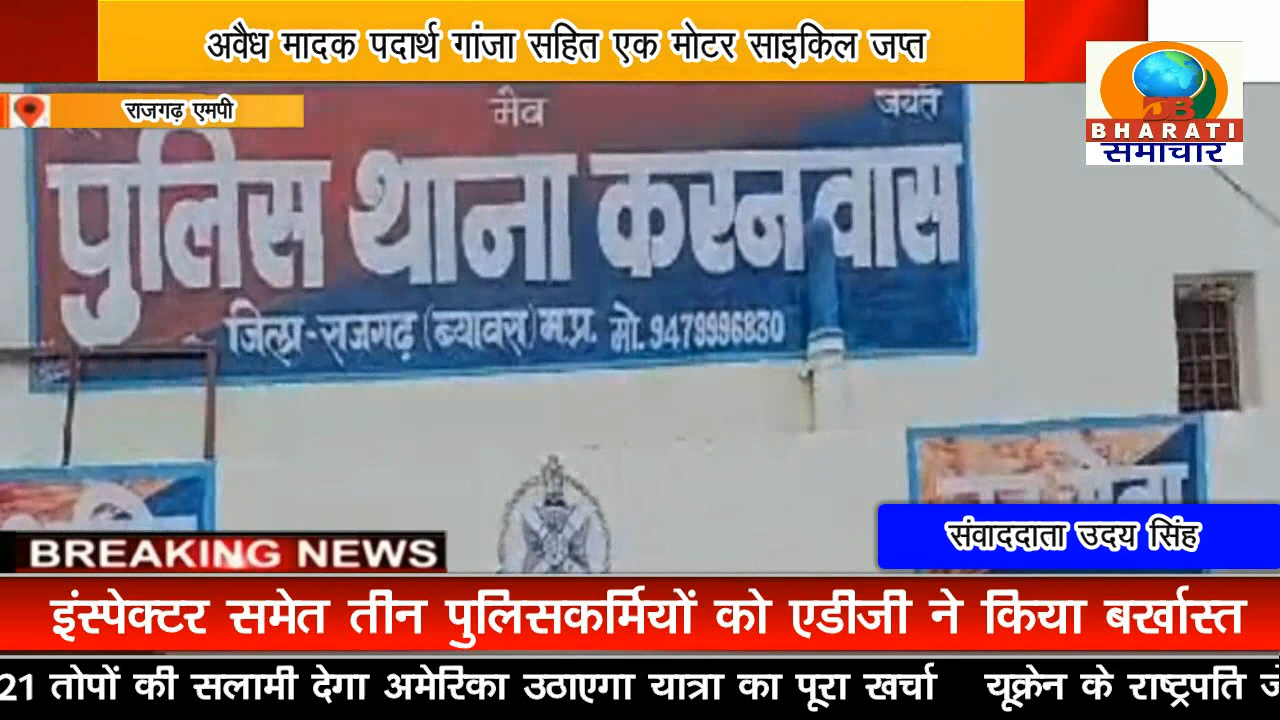 अवैध मादक पदार्थ गांजा सहित एक मोटर साइकिल जप्त
राजगढ़ एमपी
DB
BHARATI
समाचार
मेव जयते
पुलिस थाना करनवास
जिला-राजगढ़ (ब्यावरा) म.प्र. मो. 9479996830
संवाददाता उदय सिंह
BREAKING NEWS
इंस्पेक्टर समेत तीन पुलिसकर्मियों को एडीजी ने किया बर्खास्त
21 तोपों की सलामी देगा अमेरिका उठाएगा यात्रा का पूरा खर्चा यूक्रेन के राष्ट्रपति